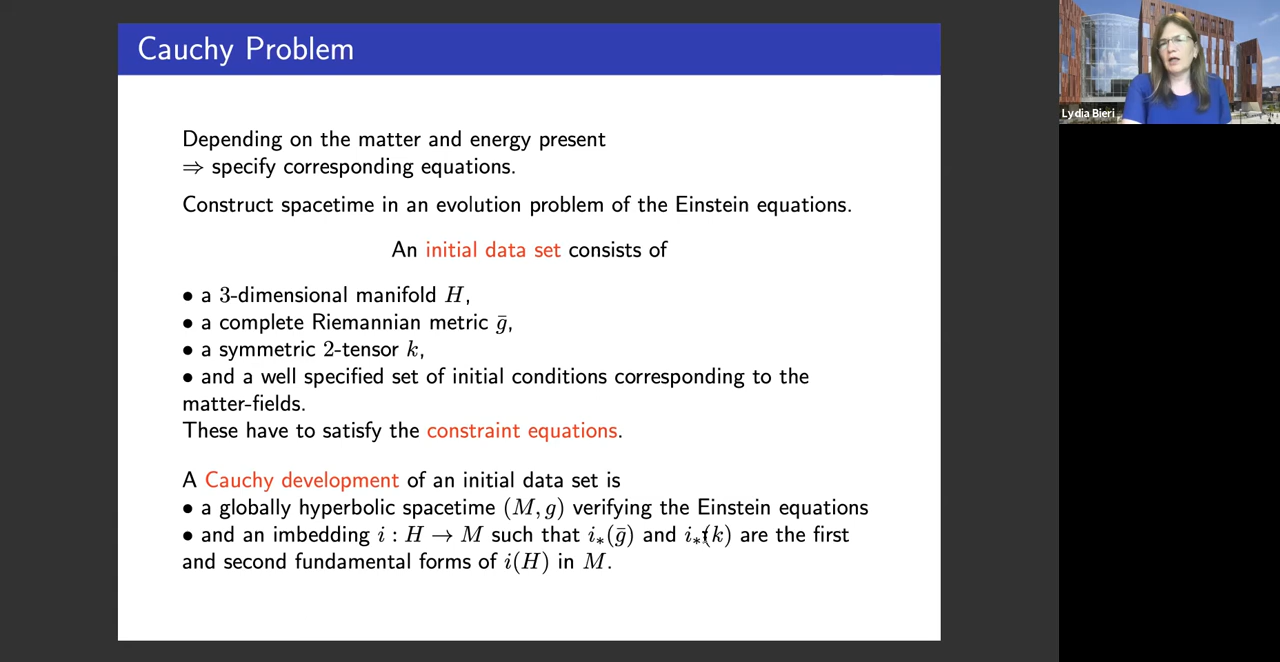 Cauchy Problem
Depending on the matter and energy present
⇒ specify corresponding equations.
Construct spacetime in an evolution problem of the Einstein equations.
An initial data set consists of
• a 3-dimensional manifold H,
• a complete Riemannian metric ḡ,
• a symmetric 2-tensor k,
• and a well specified set of initial conditions corresponding to the
matter-fields.
These have to satisfy the constraint equations.
A Cauchy development of an initial data set is
• a globally hyperbolic spacetime (M, g) verifying the Einstein equations
• and an imbedding i : H → M such that i∗(ḡ) and i∗(k) are the first
and second fundamental forms of i(H) in M.
Lydia Bieri